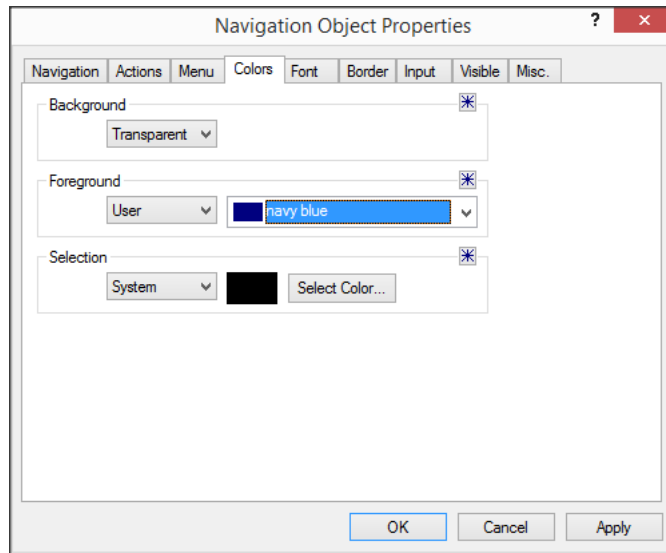 Navigation Object Properties
?
Navigation Actions Menu Colors Font Border Input Visible Misc.
Background
Transparent
Foreground
User navy blue
Selection
System Select Color...
OK Cancel Apply